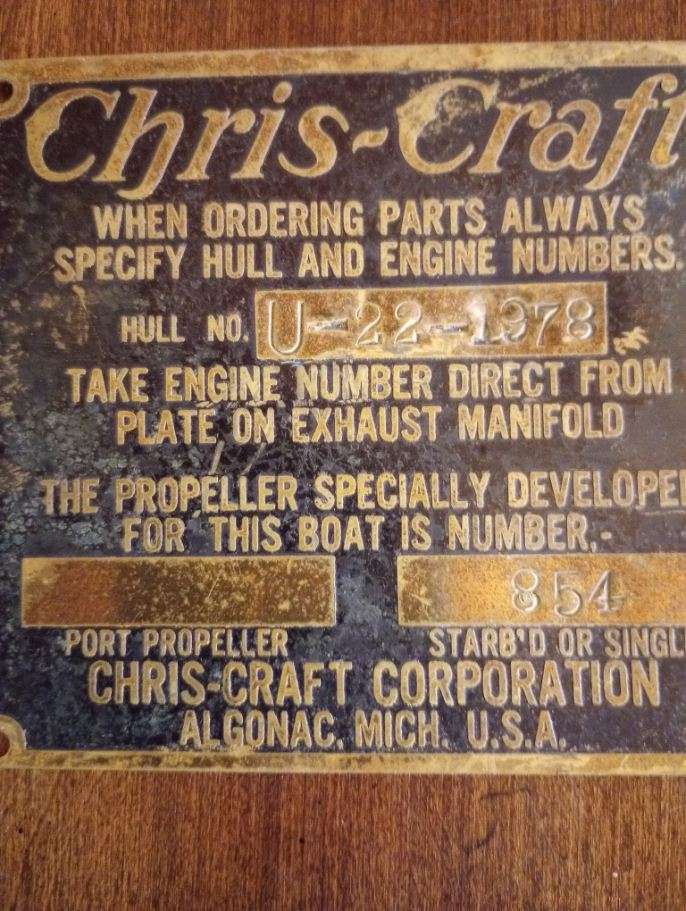 Chris-Craft
WHEN ORDERING PARTS ALWAYS
SPECIFY HULL AND ENGINE NUMBERS.
HULL NO. U-22-1978
TAKE ENGINE NUMBER DIRECT FROM
PLATE ON EXHAUST MANIFOLD
THE PROPELLER SPECIALLY DEVELOPE
FOR THIS BOAT IS NUMBER,-
854
PORT PROPELLER STARB'D OR SINGL
CHRIS-CRAFT CORPORATION
ALGONAC, MICH. U.S.A.